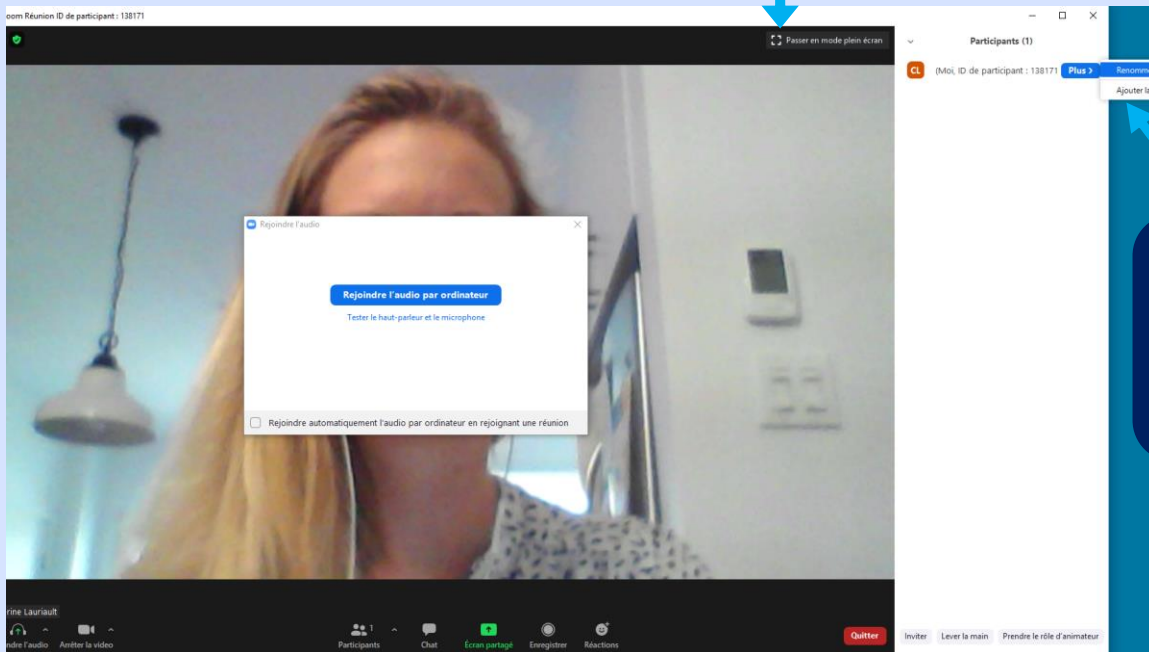 oom Réunion ID de participant : 138171
Passer en mode plein écran
Participants (1)
CL (Moi, ID de participant : 138171 Plus >
Renomme
Ajouter la
Rejoindre l'audio
Rejoindre l'audio par ordinateur
Tester le haut-parleur et le microphone
Rejoindre automatiquement l'audio par ordinateur en rejoignant une réunion
rine Lauriault
ndre l'audio Arrêter la video Participants 1 Chat Écran partagé Enregistrer Réactions Quitter
Inviter Lever la main Prendre le rôle d'animateur